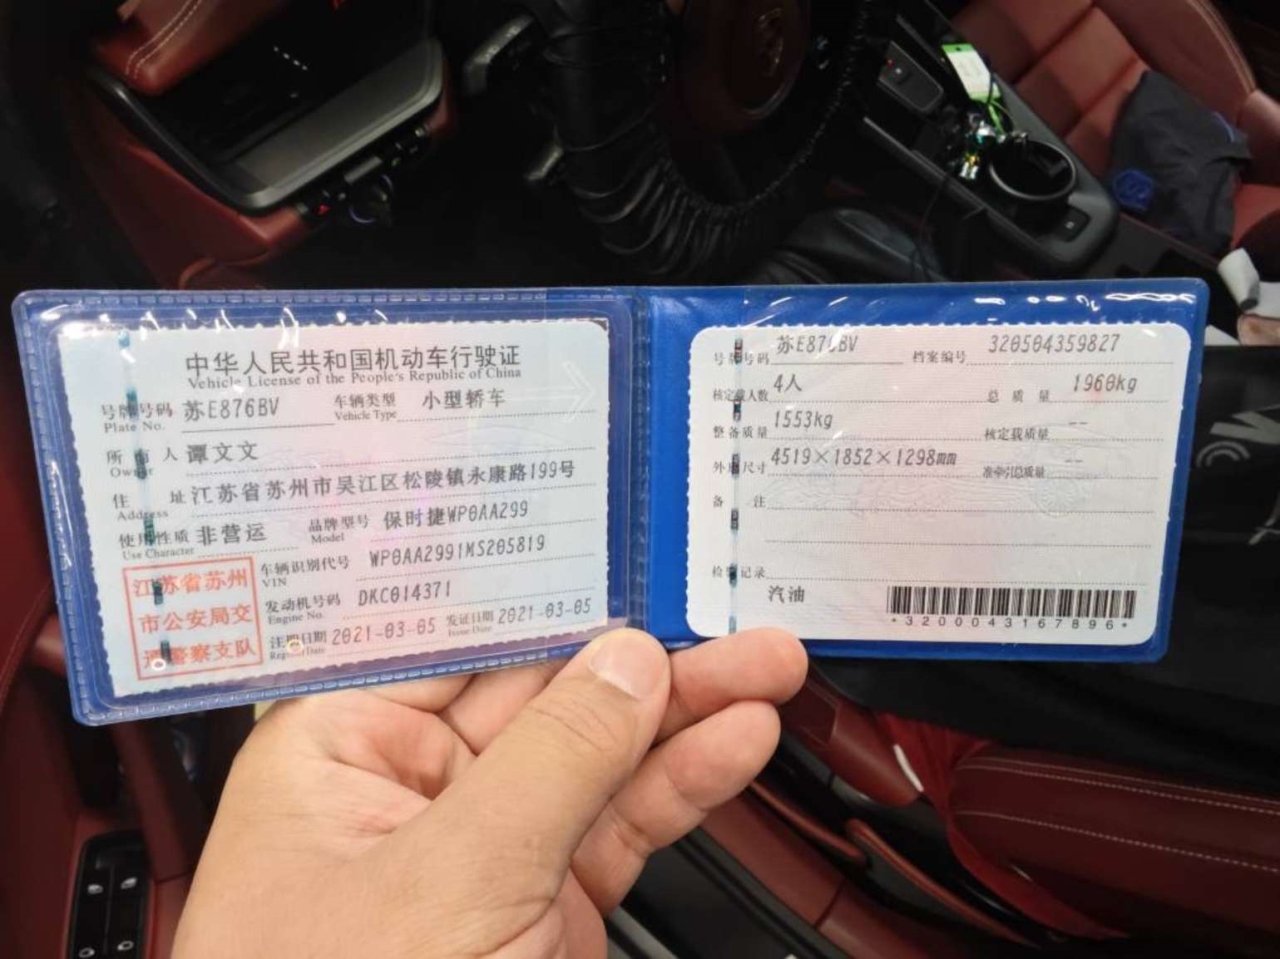 中华人民共和国机动车行驶证
Vehicle License of the People's Republic of China
号牌号码 苏E876BV 车辆类型 小型轿车
Plate No. Vehicle Type
所有人 谭文文
Owner
住址 江苏省苏州市吴江区松陵镇永康路199号
Address
使用性质 非营运 品牌型号 保时捷WP0AA299
Use Character Model
江苏省苏州
市公安局交
通警察支队
车辆识别代号 WP0AA2991MS205819
VIN
发动机号码 DKC014371
Engine No.
注册日期 2021-03-05 发证日期 2021-03-05
Register Date Issue Date
号牌号码 苏E876BV 档案编号 320504359827
核定载人数 4人 总质量 1960kg
整备质量 1553kg 核定载质量 --
外廓尺寸 4519×1852×1298mm 准牵引总质量 --
备注
检验记录
汽油
*3200043167896*